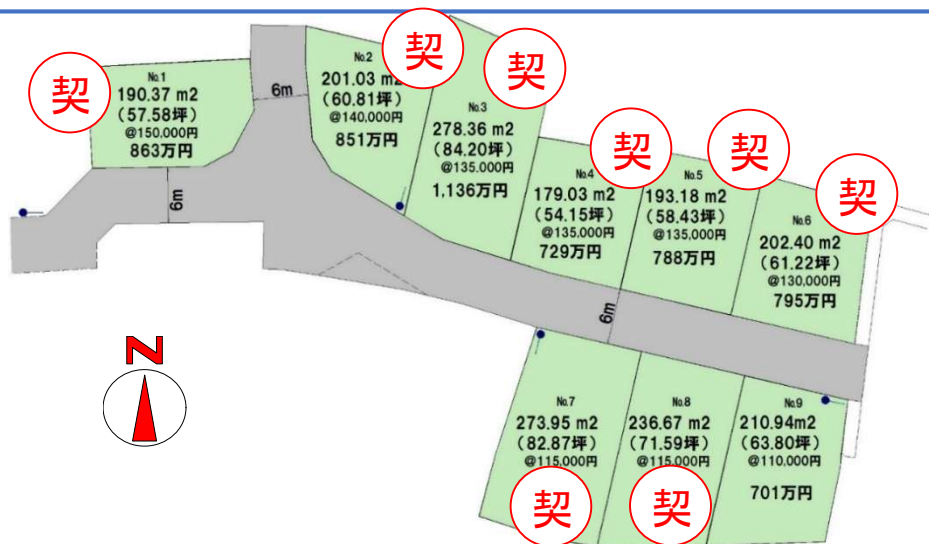 契
No.1
190.37 m2
(57.58坪)
@150,000円
863万円
6m
6m
No.2
201.03 m2
(60.81坪)
@140,000円
851万円
契
No.3
278.36 m2
(84.20坪)
@135,000円
1,136万円
契
No.4
179.03 m2
(54.15坪)
@135,000円
729万円
契
No.5
193.18 m2
(58.43坪)
@135,000円
788万円
契
No.6
202.40 m2
(61.22坪)
@130,000円
795万円
契
6m
N
No.7
273.95 m2
(82.87坪)
@115,000円
契
No.8
236.67 m2
(71.59坪)
@115,000円
契
No.9
210.94m2
(63.80坪)
@110,000円
701万円